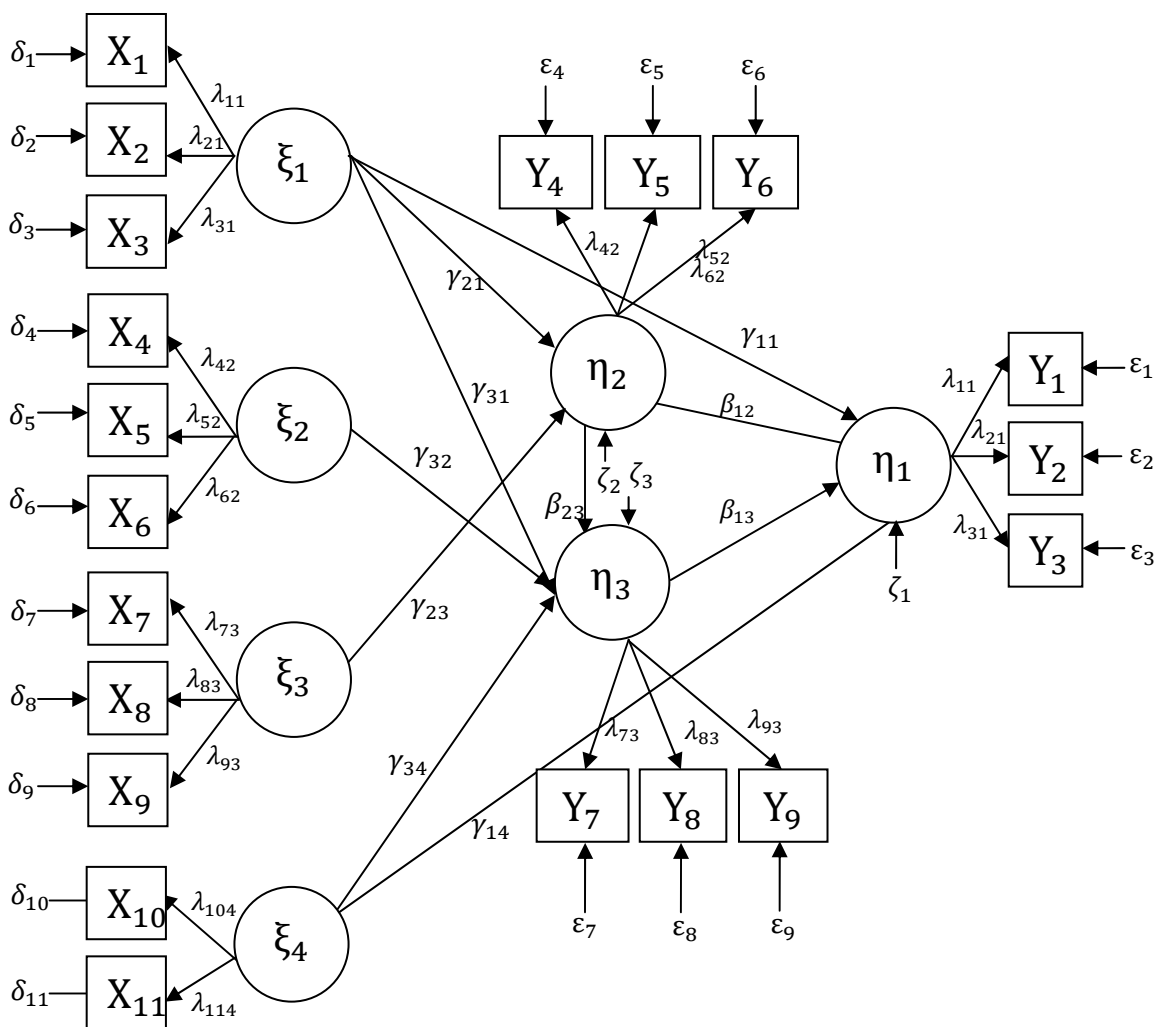 δ₁
X₁
λ₁₁
δ₂
X₂
λ₂₁
δ₃
X₃
λ₃₁
ξ₁
δ₄
X₄
λ₄₂
δ₅
X₅
λ₅₂
δ₆
X₆
λ₆₂
ξ₂
δ₇
X₇
λ₇₃
δ₈
X₈
λ₈₃
δ₉
X₉
λ₉₃
ξ₃
δ₁₀
X₁₀
λ₁₀₄
δ₁₁
X₁₁
λ₁₁₄
ξ₄
γ₂₁
γ₁₁
γ₃₁
γ₃₂
γ₂₃
γ₃₄
γ₁₄
ε₄
ε₅
ε₆
Y₄
Y₅
Y₆
λ₄₂
λ₅₂
λ₆₂
η₂
β₁₂
ζ₂
ζ₃
β₂₃
β₁₃
η₃
η₁
ζ₁
λ₁₁
Y₁
ε₁
λ₂₁
Y₂
ε₂
λ₃₁
Y₃
ε₃
λ₇₃
λ₈₃
λ₉₃
Y₇
Y₈
Y₉
ε₇
ε₈
ε₉